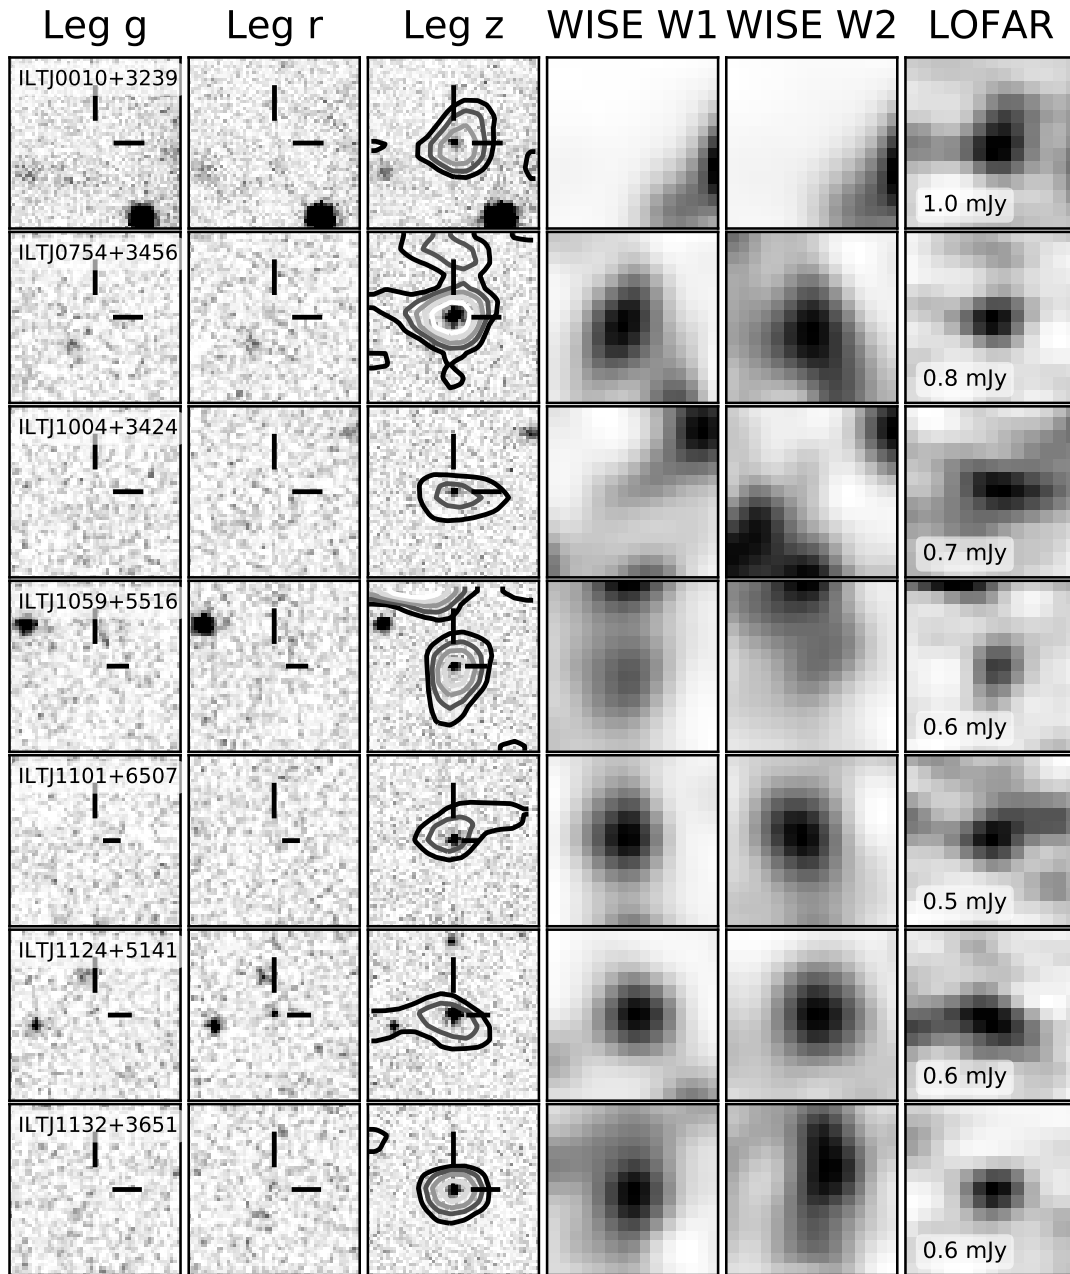 Leg g Leg r Leg z WISE W1 WISE W2 LOFAR
ILTJ0010+3239
1.0 mJy
ILTJ0754+3456
0.8 mJy
ILTJ1004+3424
0.7 mJy
ILTJ1059+5516
0.6 mJy
ILTJ1101+6507
0.5 mJy
ILTJ1124+5141
0.6 mJy
ILTJ1132+3651
0.6 mJy